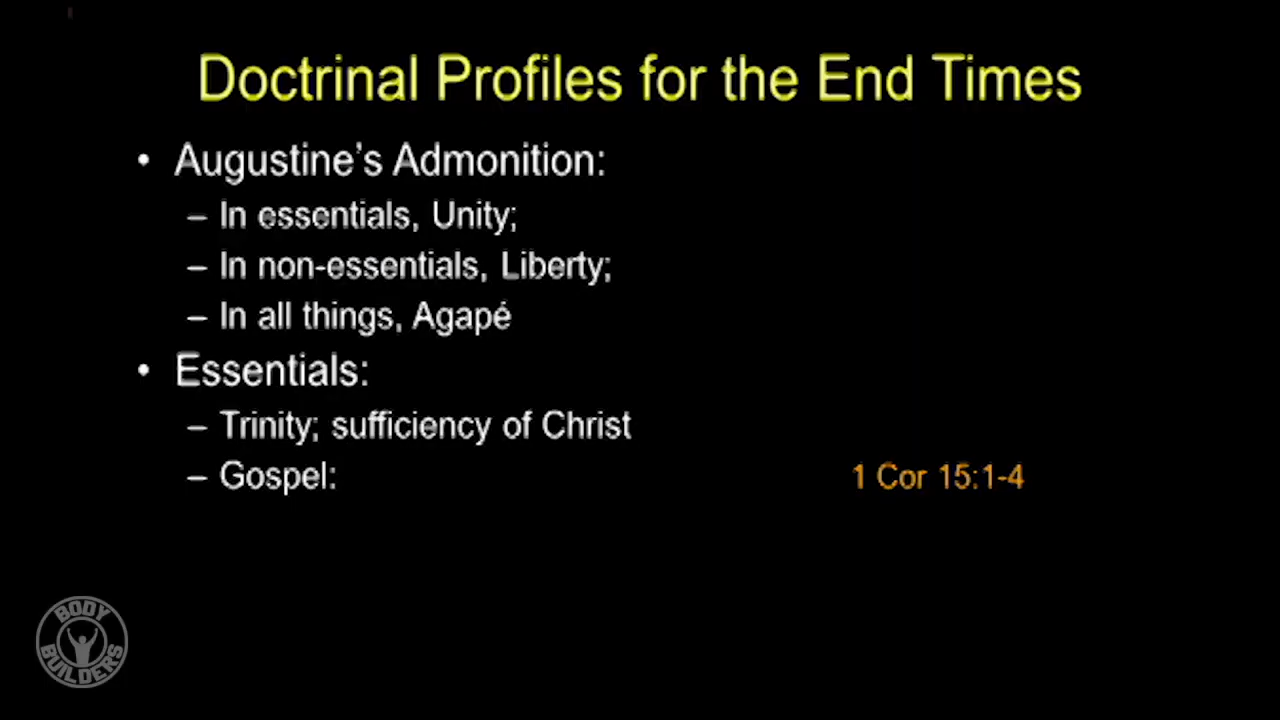 Doctrinal Profiles for the End Times
• Augustine's Admonition:
– In essentials, Unity;
– In non-essentials, Liberty;
– In all things, Agapé
• Essentials:
– Trinity; sufficiency of Christ
– Gospel: 1 Cor 15:1-4
BODY
BUILDERS